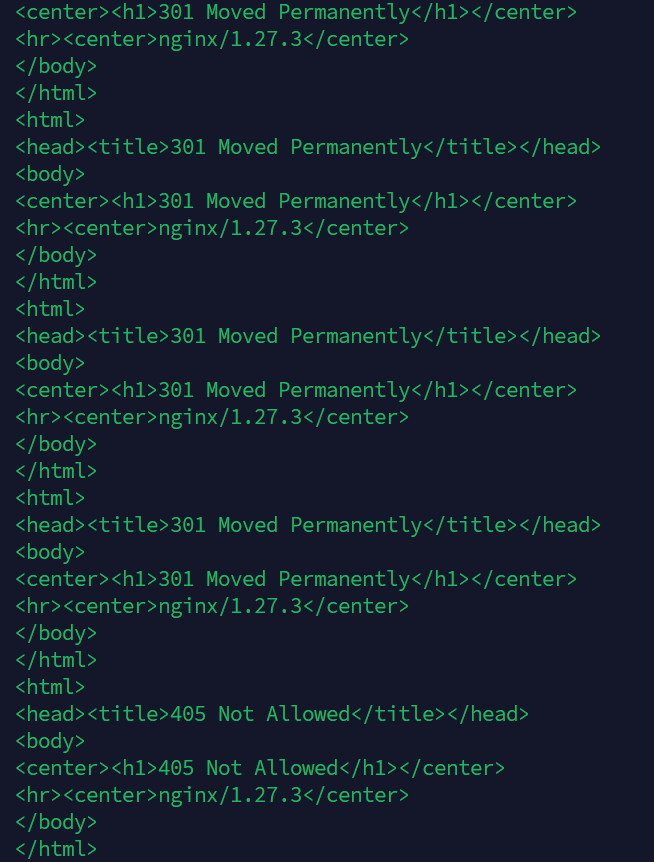 <center><h1>301 Moved Permanently</h1></center>
<hr><center>nginx/1.27.3</center>
</body>
</html>
<html>
<head><title>301 Moved Permanently</title></head>
<body>
<center><h1>301 Moved Permanently</h1></center>
<hr><center>nginx/1.27.3</center>
</body>
</html>
<html>
<head><title>301 Moved Permanently</title></head>
<body>
<center><h1>301 Moved Permanently</h1></center>
<hr><center>nginx/1.27.3</center>
</body>
</html>
<html>
<head><title>301 Moved Permanently</title></head>
<body>
<center><h1>301 Moved Permanently</h1></center>
<hr><center>nginx/1.27.3</center>
</body>
</html>
<html>
<head><title>405 Not Allowed</title></head>
<body>
<center><h1>405 Not Allowed</h1></center>
<hr><center>nginx/1.27.3</center>
</body>
</html>